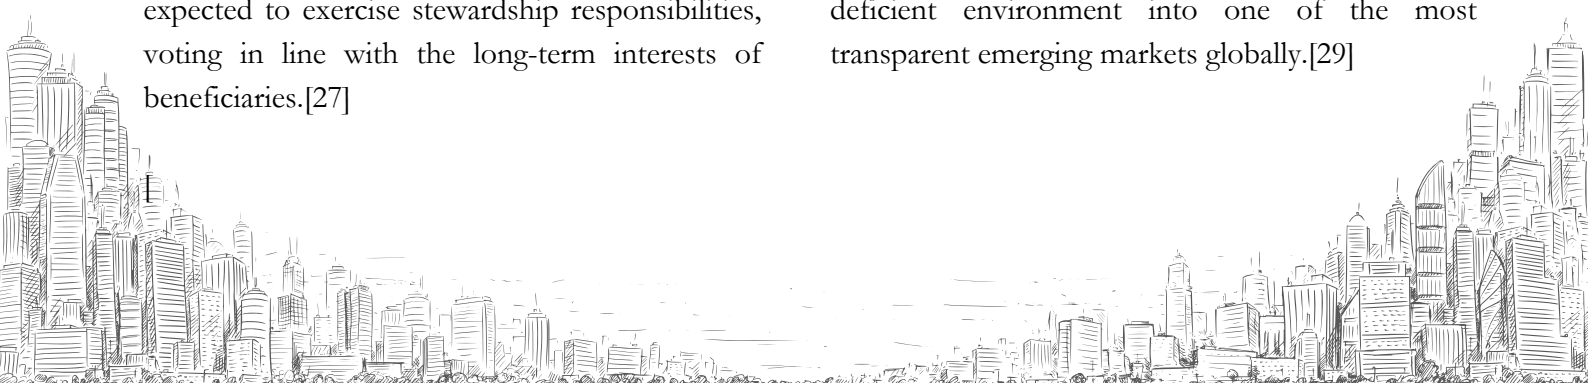 expected to exercise stewardship responsibilities,
voting in line with the long-term interests of
beneficiaries.[27]
[
deficient environment into one of the most
transparent emerging markets globally.[29]